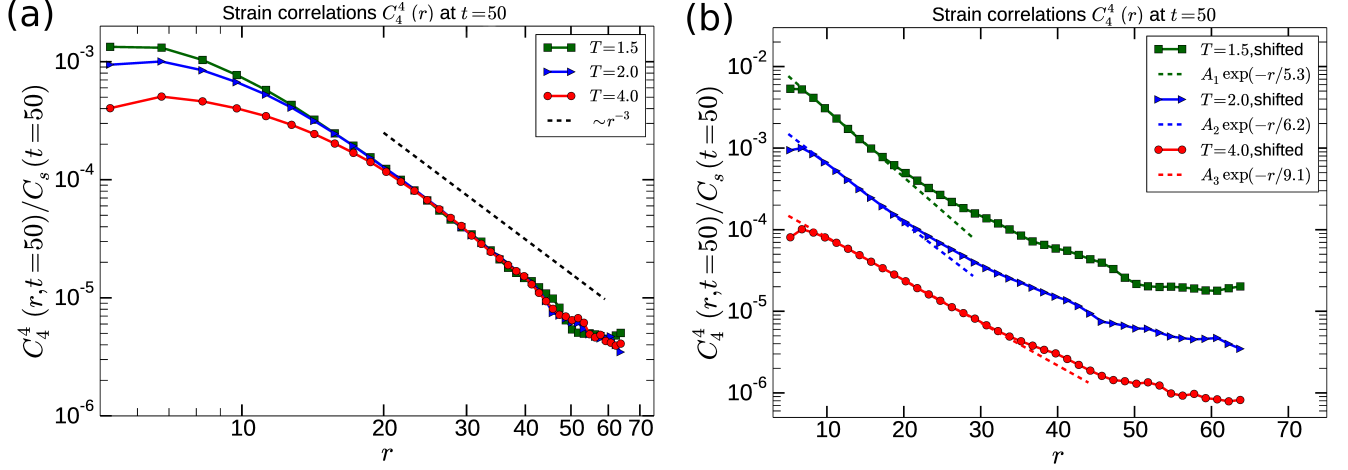 (a)
Strain correlations $C_4^4(r)$ at $t=50$
$C_4^4(r,t=50)/C_s(t=50)$
10^{-3}
10^{-4}
10^{-5}
10^{-6}
T=1.5
T=2.0
T=4.0
~r^{-3}
10 20 30 40 50 60 70
r
(b)
Strain correlations $C_4^4(r)$ at $t=50$
$C_4^4(r,t=50)/C_s(t=50)$
10^{-2}
10^{-3}
10^{-4}
10^{-5}
10^{-6}
T=1.5,shifted
A_1 exp(−r/5.3)
T=2.0,shifted
A_2 exp(−r/6.2)
T=4.0,shifted
A_3 exp(−r/9.1)
10 20 30 40 50 60 70
r